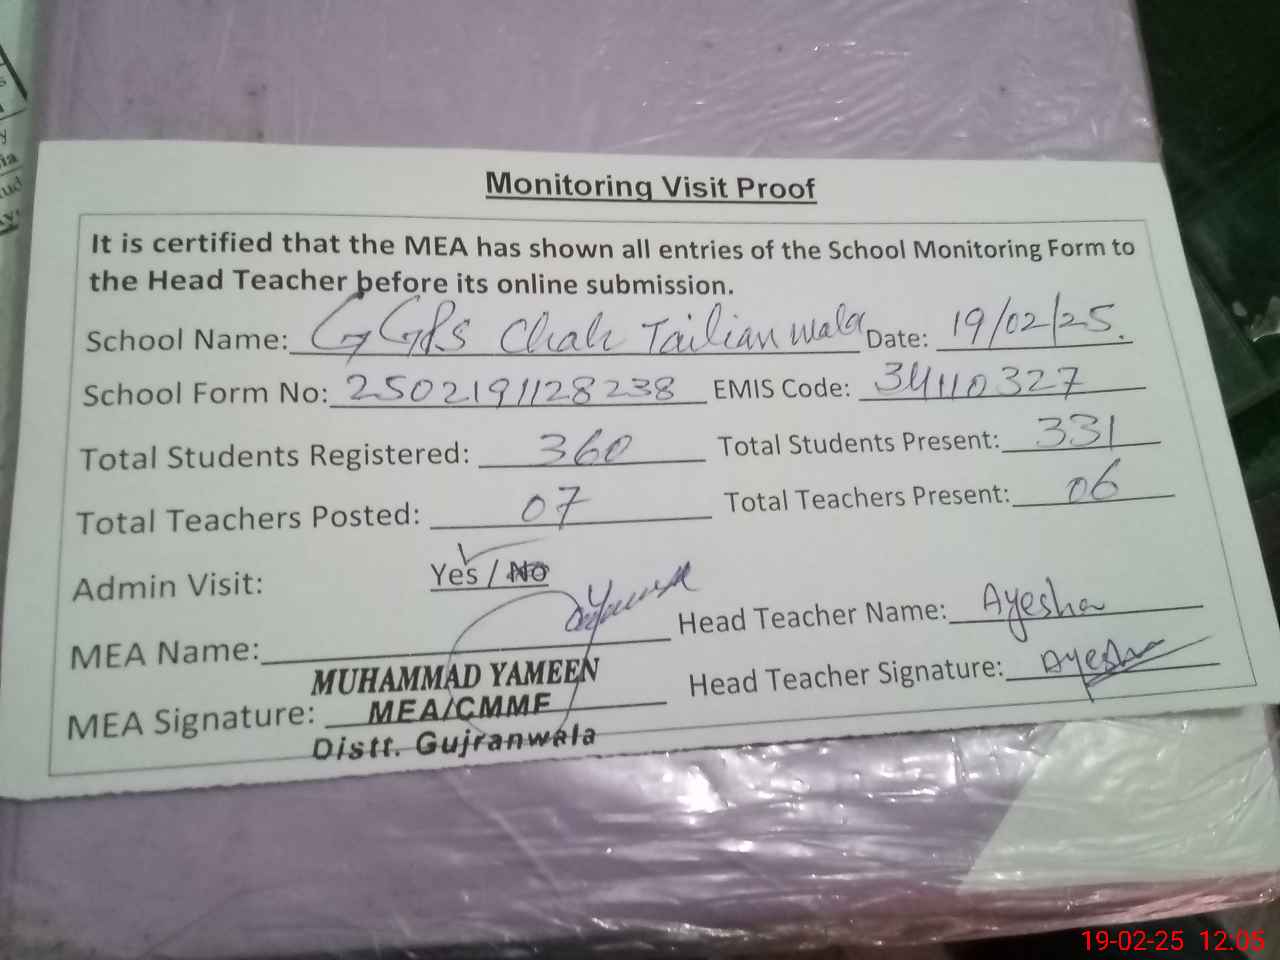 Monitoring Visit Proof
It is certified that the MEA has shown all entries of the School Monitoring Form to
the Head Teacher before its online submission.
School Name: GGPS Chak Tailian wala Date: 19/02/25.
School Form No: 2502191128238 EMIS Code: 34110327
Total Students Registered: 360 Total Students Present: 331
Total Teachers Posted: 07 Total Teachers Present: 06
Admin Visit: Yes / No
MEA Name: Head Teacher Name: Ayesha
MUHAMMAD YAMEEN
MEA Signature: MEA/CMMF Head Teacher Signature: Ayesha
Distt. Gujranwala
19-02-25 12:05